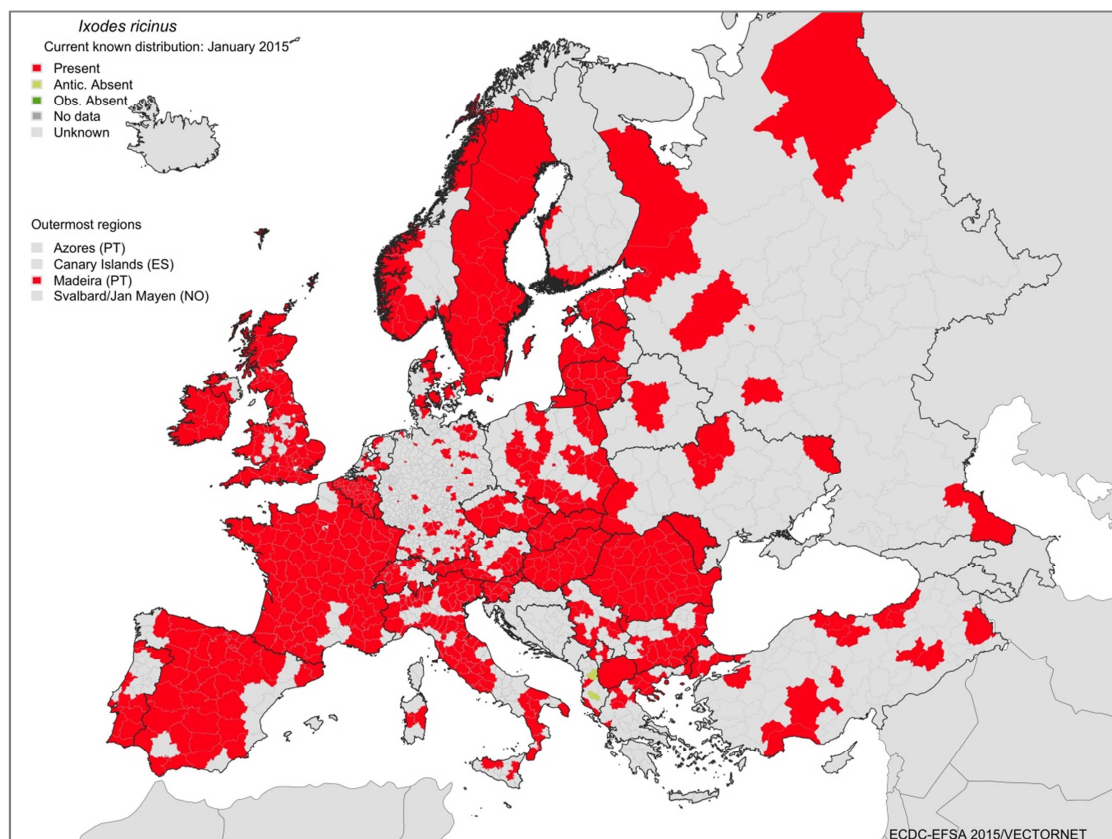 Ixodes ricinus
Current known distribution: January 2015
Present
Antic. Absent
Obs. Absent
No data
Unknown
Outermost regions
Azores (PT)
Canary Islands (ES)
Madeira (PT)
Svalbard/Jan Mayen (NO)
ECDC-EFSA 2015/VECTORNET